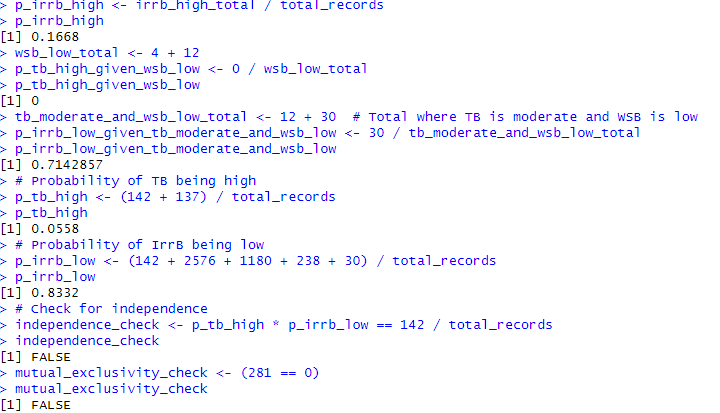 > p_irrb_high <- irrb_high_total / total_records
> p_irrb_high
[1] 0.1668
> wsb_low_total <- 4 + 12
> p_tb_high_given_wsb_low <- 0 / wsb_low_total
> p_tb_high_given_wsb_low
[1] 0
> tb_moderate_and_wsb_low_total <- 12 + 30  # Total where TB is moderate and WSB is low
> p_irrb_low_given_tb_moderate_and_wsb_low <- 30 / tb_moderate_and_wsb_low_total
> p_irrb_low_given_tb_moderate_and_wsb_low
[1] 0.7142857
> # Probability of TB being high
> p_tb_high <- (142 + 137) / total_records
> p_tb_high
[1] 0.0558
> # Probability of IrrB being low
> p_irrb_low <- (142 + 2576 + 1180 + 238 + 30) / total_records
> p_irrb_low
[1] 0.8332
> # Check for independence
> independence_check <- p_tb_high * p_irrb_low == 142 / total_records
> independence_check
[1] FALSE
> mutual_exclusivity_check <- (281 == 0)
> mutual_exclusivity_check
[1] FALSE